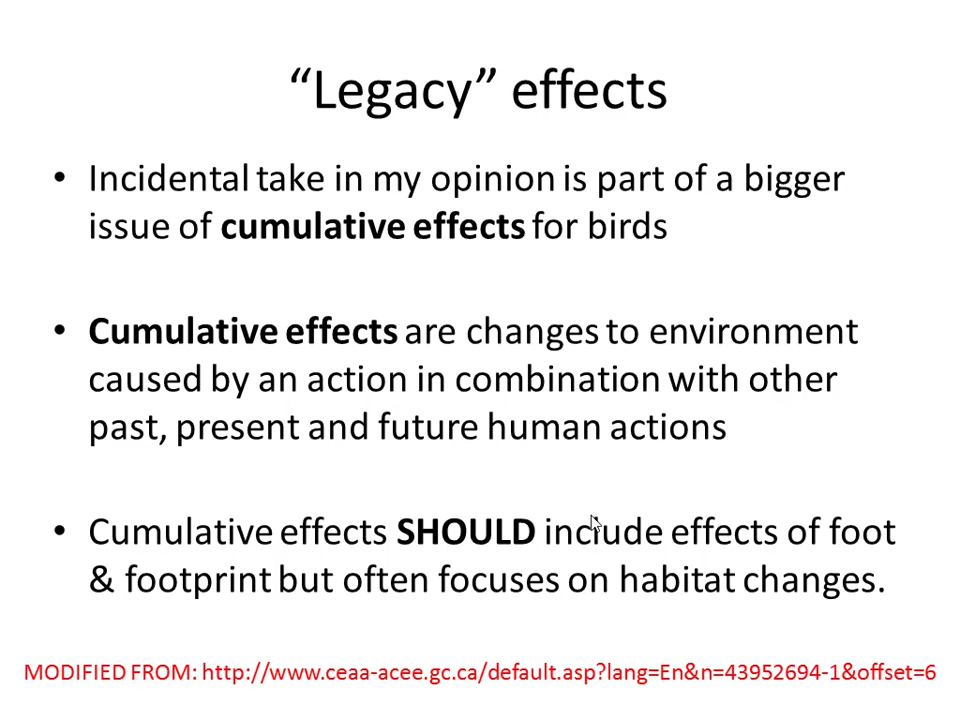 “Legacy” effects
• Incidental take in my opinion is part of a bigger
issue of cumulative effects for birds
• Cumulative effects are changes to environment
caused by an action in combination with other
past, present and future human actions
• Cumulative effects SHOULD include effects of foot
& footprint but often focuses on habitat changes.
MODIFIED FROM: http://www.ceaa-acee.gc.ca/default.asp?lang=En&n=43952694-1&offset=6